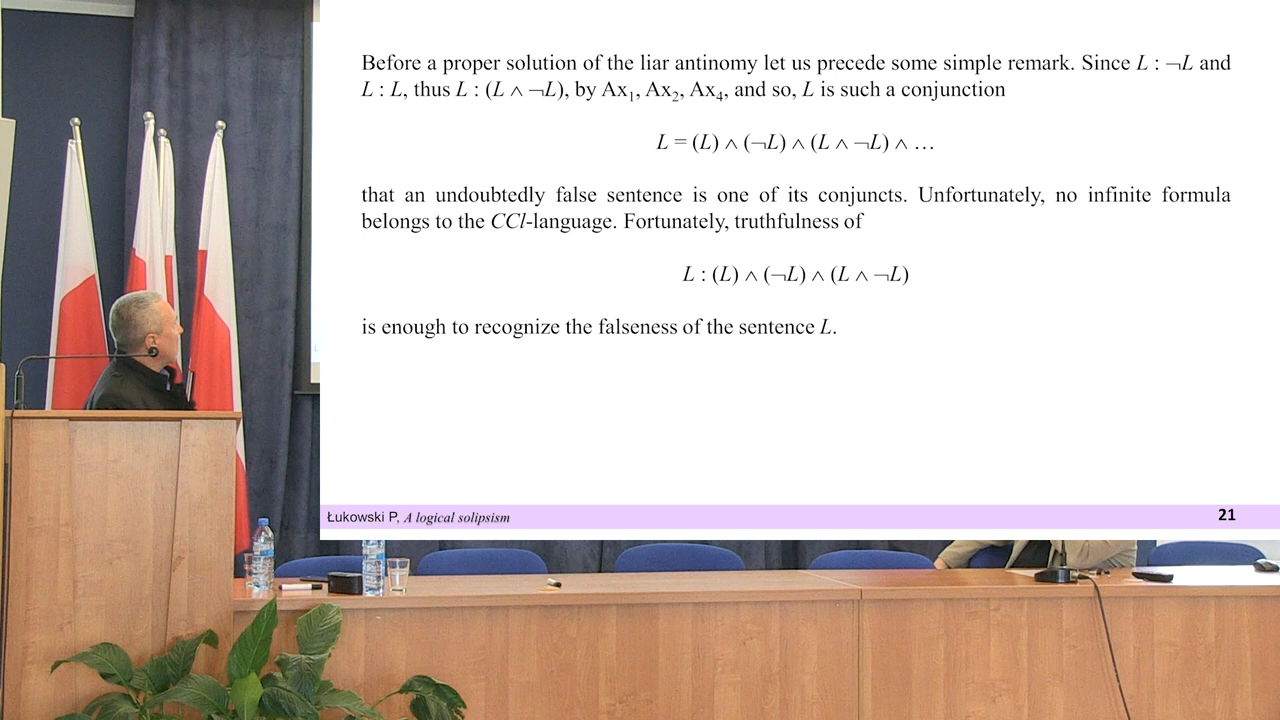 Before a proper solution of the liar antinomy let us precede some simple remark. Since L : ¬L and
L : L, thus L : (L ∧ ¬L), by Ax₁, Ax₂, Ax₄, and so, L is such a conjunction
L = (L) ∧ (¬L) ∧ (L ∧ ¬L) ∧ …
that an undoubtedly false sentence is one of its conjuncts. Unfortunately, no infinite formula
belongs to the CCl-language. Fortunately, truthfulness of
L : (L) ∧ (¬L) ∧ (L ∧ ¬L)
is enough to recognize the falseness of the sentence L.
Łukowski P, A logical solipsism
21